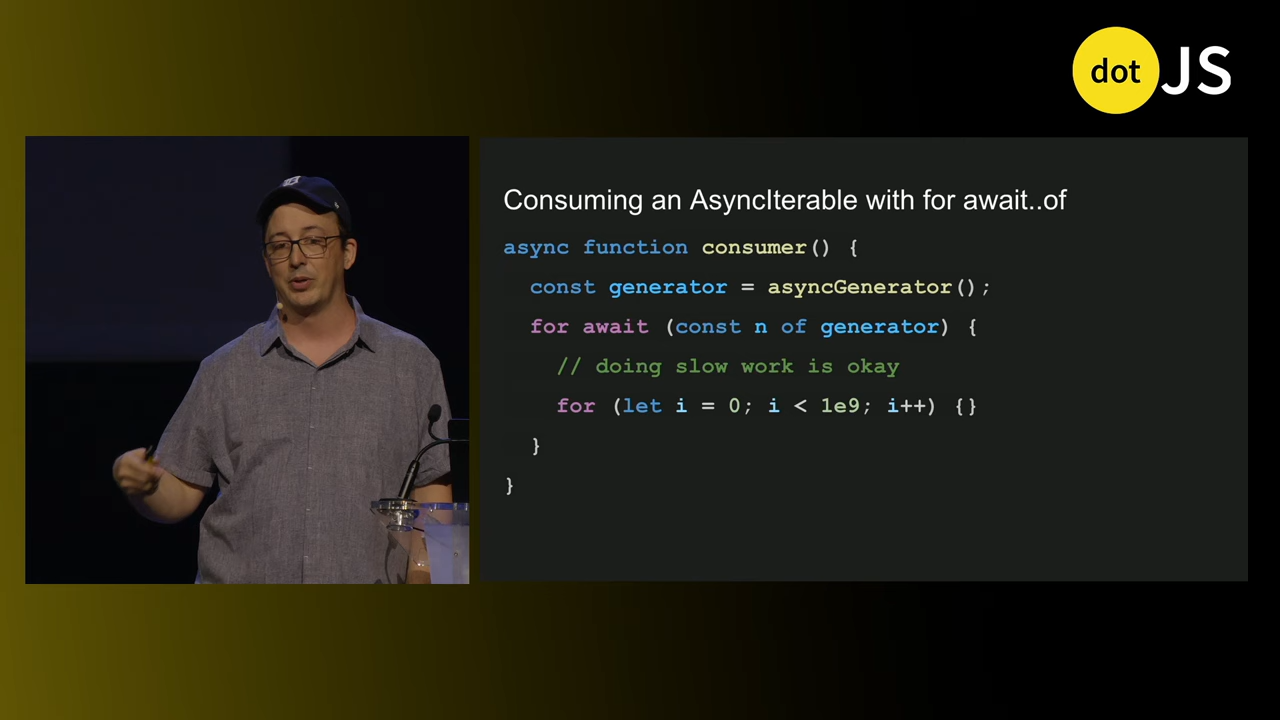 dot JS
Consuming an AsyncIterable with for await..of
async function consumer() {
const generator = asyncGenerator();
for await (const n of generator) {
// doing slow work is okay
for (let i = 0; i < 1e9; i++) {}
}
}